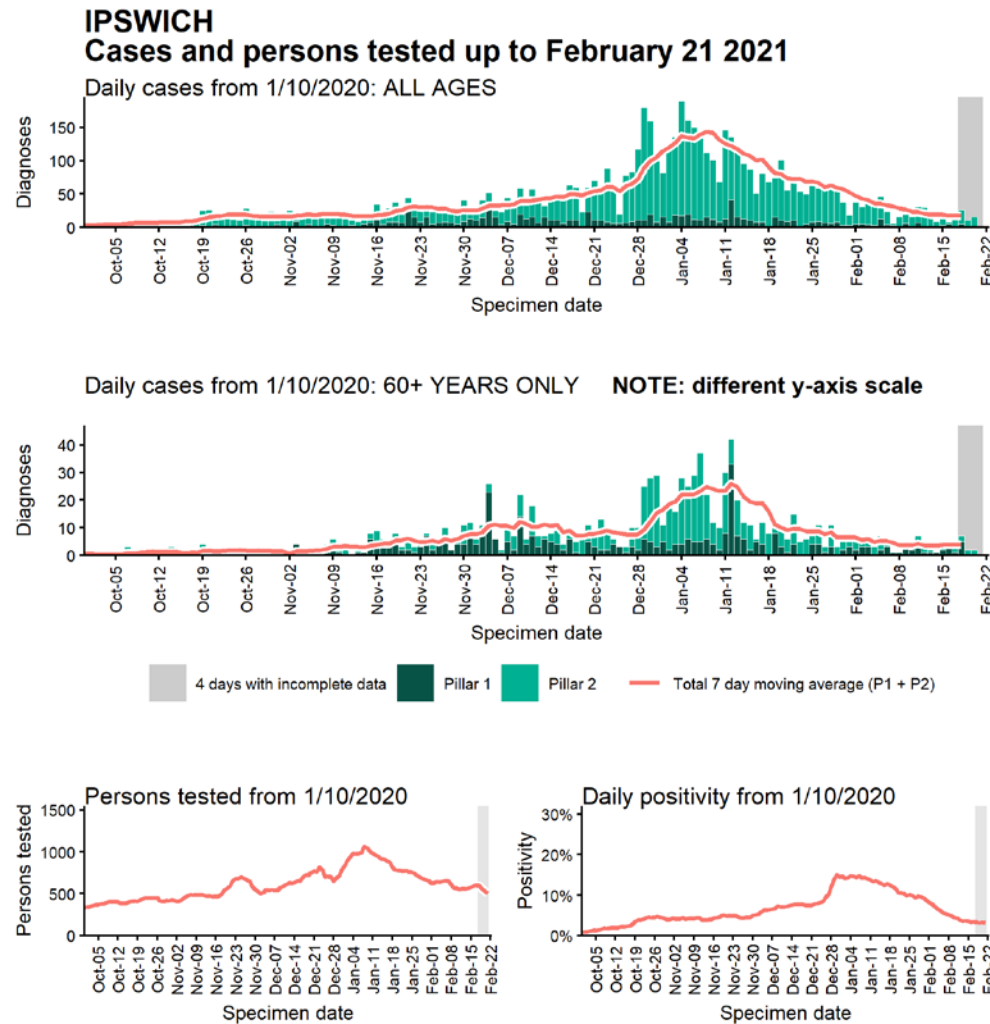 IPSWICH
Cases and persons tested up to February 21 2021
Daily cases from 1/10/2020: ALL AGES
Diagnoses
150
100
50
0
Oct-05
Oct-12
Oct-19
Oct-26
Nov-02
Nov-09
Nov-16
Nov-23
Nov-30
Dec-07
Dec-14
Dec-21
Dec-28
Jan-04
Jan-11
Jan-18
Jan-25
Feb-01
Feb-08
Feb-15
Feb-22
Specimen date
Daily cases from 1/10/2020: 60+ YEARS ONLY NOTE: different y-axis scale
Diagnoses
40
30
20
10
0
Oct-05
Oct-12
Oct-19
Oct-26
Nov-02
Nov-09
Nov-16
Nov-23
Nov-30
Dec-07
Dec-14
Dec-21
Dec-28
Jan-04
Jan-11
Jan-18
Jan-25
Feb-01
Feb-08
Feb-15
Feb-22
Specimen date
4 days with incomplete data Pillar 1 Pillar 2 Total 7 day moving average (P1 + P2)
Persons tested from 1/10/2020
Persons tested
1500
1000
500
0
Oct-05
Oct-12
Oct-19
Oct-26
Nov-02
Nov-09
Nov-16
Nov-23
Nov-30
Dec-07
Dec-14
Dec-21
Dec-28
Jan-04
Jan-11
Jan-18
Jan-25
Feb-01
Feb-08
Feb-15
Feb-22
Specimen date
Daily positivity from 1/10/2020
Positivity
30%
20%
10%
0%
Oct-05
Oct-12
Oct-19
Oct-26
Nov-02
Nov-09
Nov-16
Nov-23
Nov-30
Dec-07
Dec-14
Dec-21
Dec-28
Jan-04
Jan-11
Jan-18
Jan-25
Feb-01
Feb-08
Feb-15
Feb-22
Specimen date